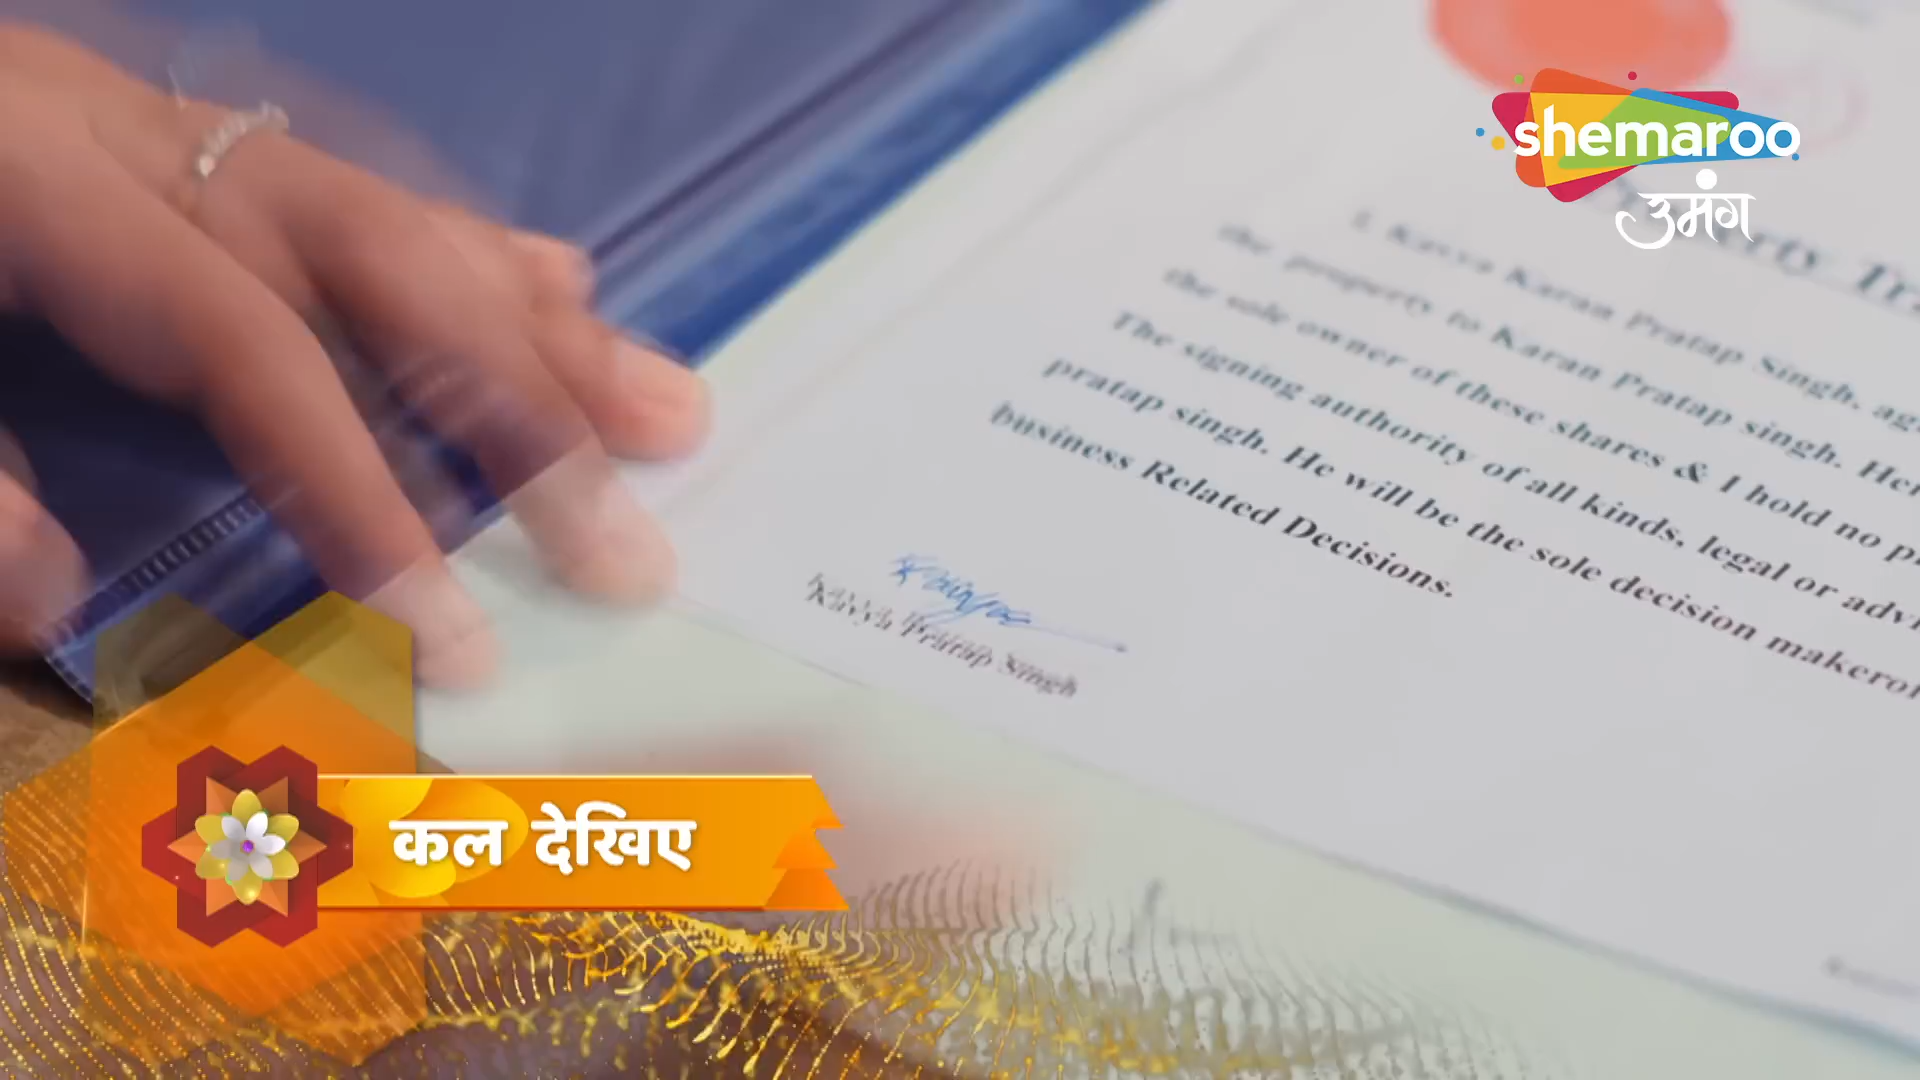 shemaroo
उमंग
I, Kavya Karan Pratap Singh, 
the property to Karan Pratap singh.
the sole owner of these shares & I hold no
The signing authority of all kinds, legal or
pratap singh. He will be the sole decision makerof
business Related Decisions.
Kavya Pratap Singh
कल देखिए